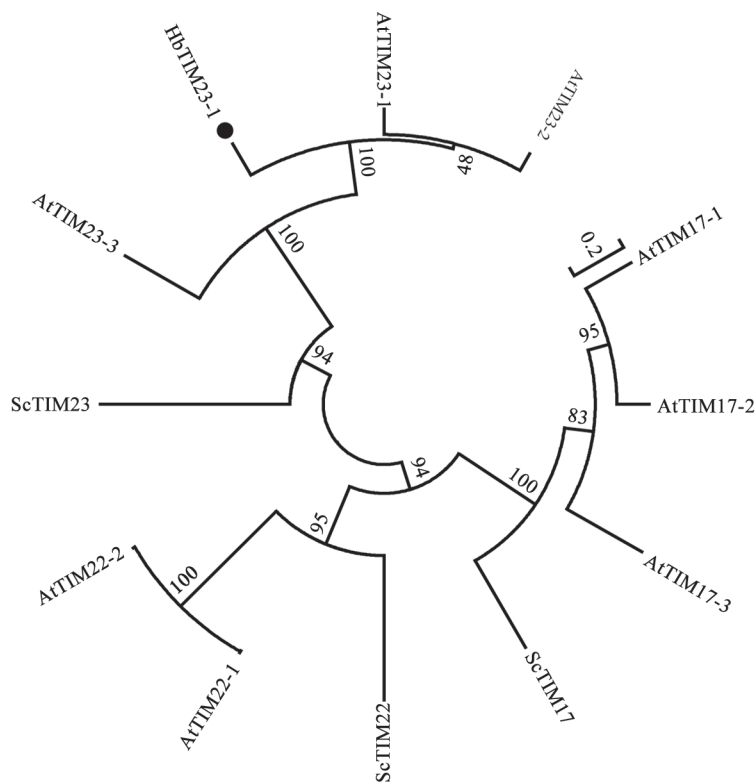 HbTIM23-1
AtTIM23-1
AtTIM23-2
48
100
AtTIM23-3
100
0.2
AtTIM17-1
95
94
ScTIM23
AtTIM17-2
83
94
100
95
AtTIM22-2
100
AtTIM17-3
AtTIM22-1
ScTIM17
ScTIM22